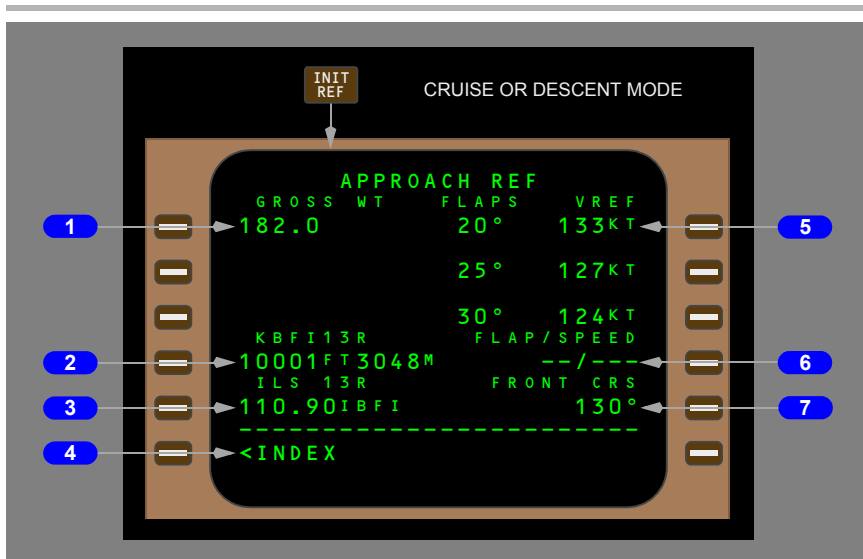 INIT
REF
CRUISE OR DESCENT MODE
APPROACH REF
GROSS WT FLAPS VREF
1 182.0 20° 133KT 5
25° 127KT
30° 124KT
KBFI13R FLAP/SPEED
2 10001FT3048M --/--- 6
ILS 13R FRONT CRS
3 110.90IBFI 130° 7
------------------------
4 <INDEX